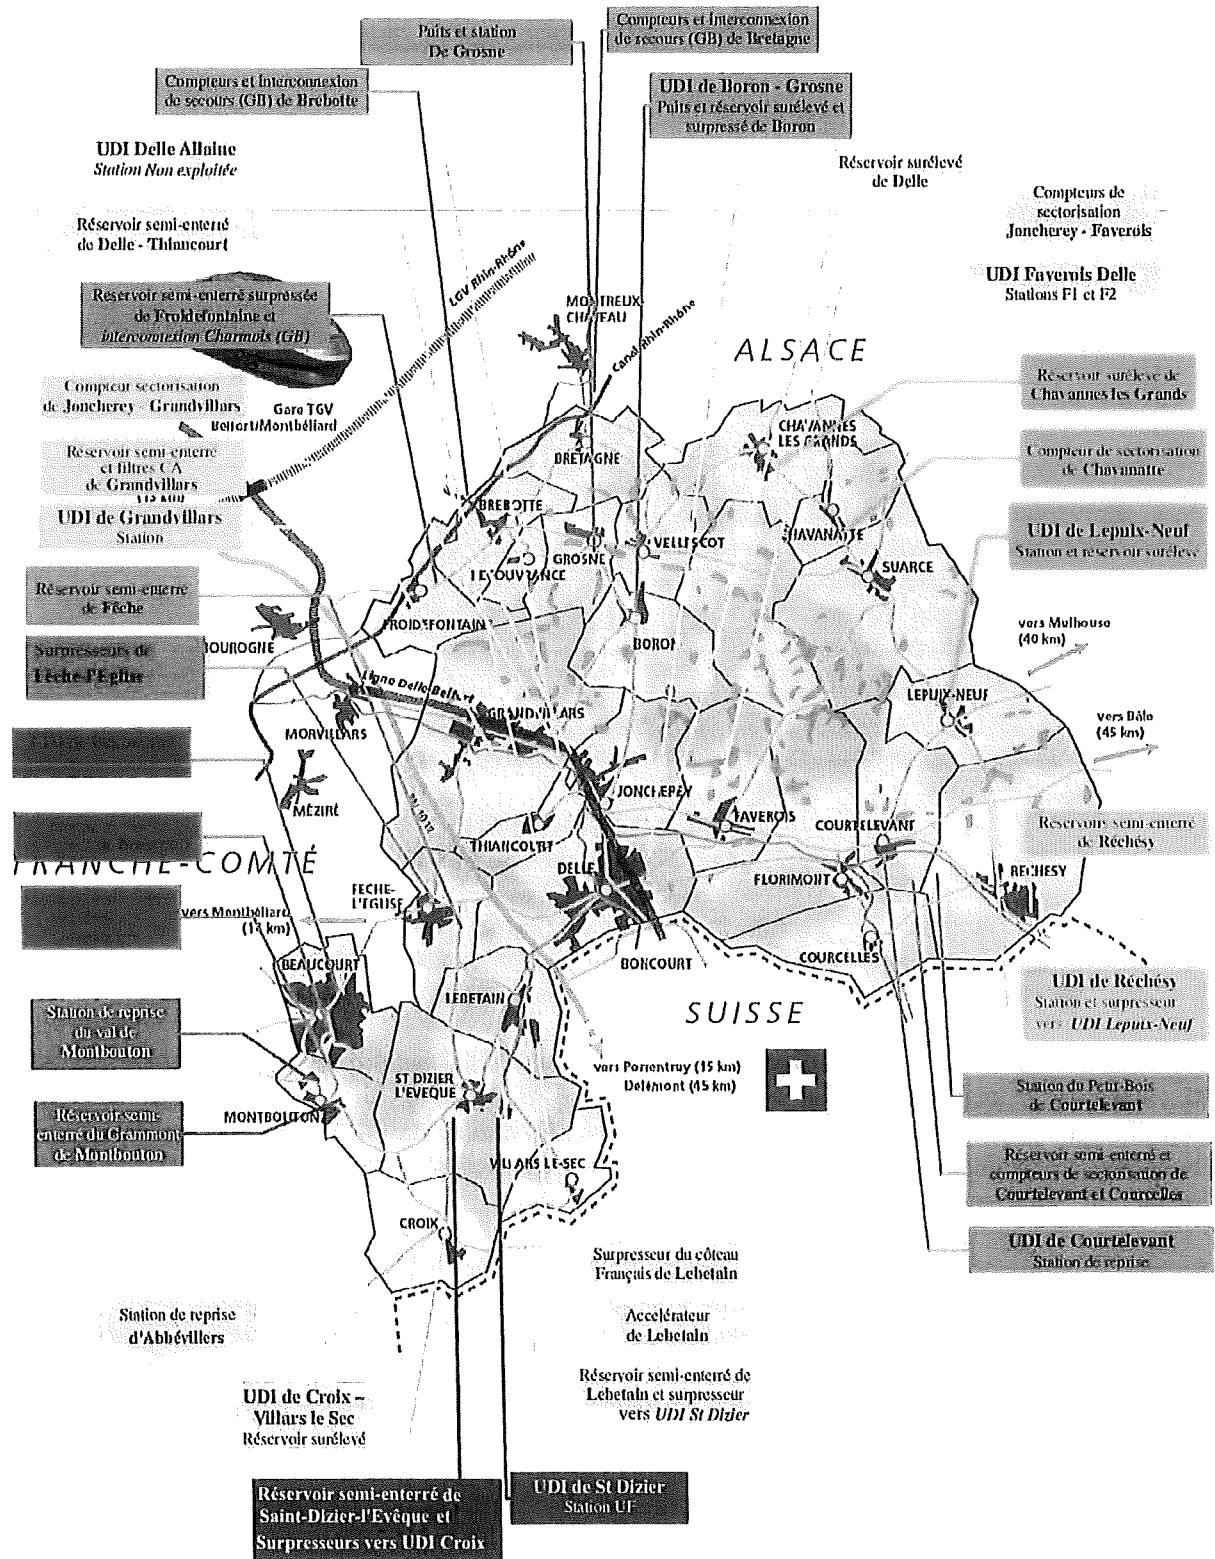 Puits et station
De Grosne
Compteurs et Interconnexion
de secours (GB) de Bretagne
Compteurs et Interconnexion
de secours (GB) de Brebotte
UDI de Boron - Grosne
Puits et réservoir surélevé et
surpressé de Boron
UDI Delle Allaine
Station Non exploitée
Réservoir surélevé
de Delle
Compteurs de
sectorisation
Joncherey - Faverois
Réservoir semi-enterré
de Delle - Thiancourt
UDI Faverois Delle
Stations F1 et F2
LGV Rhin-Rhône
Réservoir semi-enterré surpressée
de Froidefontaine et
interconnexion Charmois (GB)
MONTREUX-
CHATEAU
Canal Rhin-Rhône
ALSACE
Réservoir surélevé de
Chavannes les Grands
Compteur sectorisation
de Joncherey - Grandvillars
Gare TGV
Belfort/Montbéliard
CHAVANNES
LES GRANDS
BRETAGNE
Compteur de sectorisation
de Chavanatte
Réservoir semi-enterré
et filtres CA
de Grandvillars
UDI de Grandvillars
Station
BREBOTTE
GROSNE
VELLESCOT
CHAVANATTE
SUARCE
UDI de Lepuix-Neuf
Station et réservoir surélevé
Réservoir semi-enterré
de Fêche
FROIDEFONTAINE
BORON
vers Mulhouse
(40 km)
BOUROGNE
Surpresseurs de
Fêche-l'Eglise
Ligne Delle-Belfort
LEPUIX-NEUF
GRANDVILLARS
vers Bâle
(45 km)
MORVILLARS
MÉZIRÉ
JONCHEREY
FAVEROIS
COURTELEVANT
Réservoirs semi-enterré
de Réchésy
THIANCOURT
FRANCHE-COMTÉ
DELLE
FLORIMONT
RECHESY
FECHE-
L'EGLISE
vers Montbéliard
BONCOURT
COURCELLES
BEAUCOURT
LEBETAIN
SUISSE
UDI de Réchésy
Station et surpresseur
vers UDI Lepuix-Neuf
Station de reprise
du val de
Montbouton
vers Porrentruy (15 km)
Delémont (45 km)
ST DIZIER
L'EVEQUE
Station du Petit-Bois
de Courtelevant
MONTBOUTON
Réservoir semi-
enterré du Grammont
de Montbouton
VILLARS-LE-SEC
Réservoir semi-enterré et
compteurs de sectorisation de
Courtelevant et Courcelles
CROIX
UDI de Courtelevant
Station de reprise
Surpresseur du côteau
Français de Lebetain
Station de reprise
d'Abbévillers
Accélérateur
de Lebetain
Réservoir semi-enterré de
Lebetain et surpresseur
vers UDI St Dizier
UDI de Croix –
Villars le Sec
Réservoir surélevé
Réservoir semi-enterré de
Saint-Dizier-l'Evêque et
Surpresseurs vers UDI Croix
UDI de St Dizier
Station UF